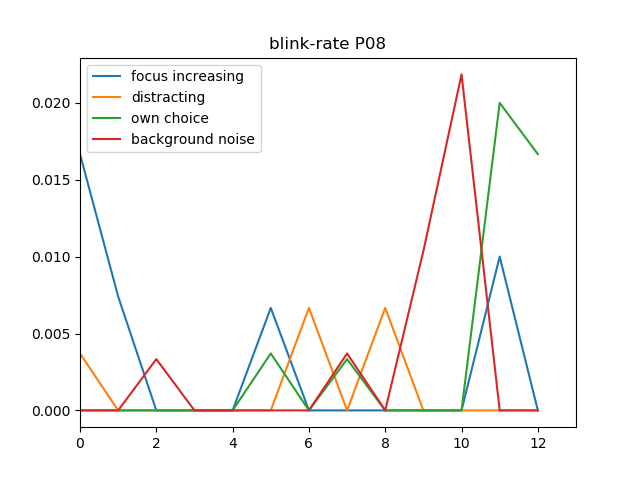 blink-rate P08
focus increasing
distracting
own choice
background noise
0.020
0.015
0.010
0.005
0.000
0 2 4 6 8 10 12